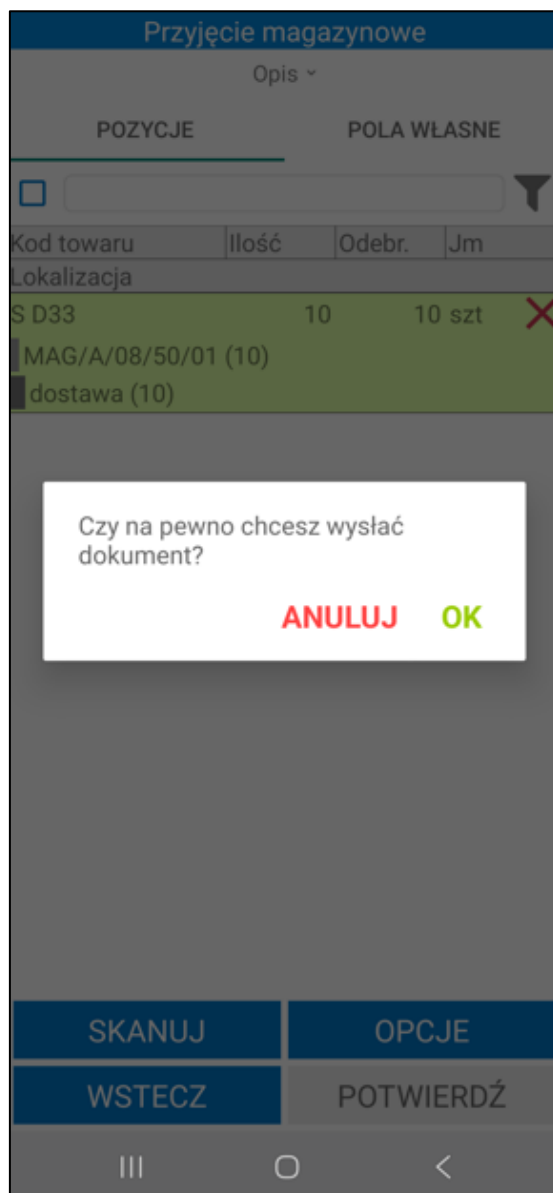 Przyjęcie magazynowe
Opis
POZYCJE POLA WŁASNE
Kod towaru Ilość Odebr. Jm
Lokalizacja
S D33 10 10 szt
MAG/A/08/50/01 (10)
dostawa (10)
Czy na pewno chcesz wysłać
dokument?
ANULUJ OK
SKANUJ OPCJE
WSTECZ POTWIERDŹ